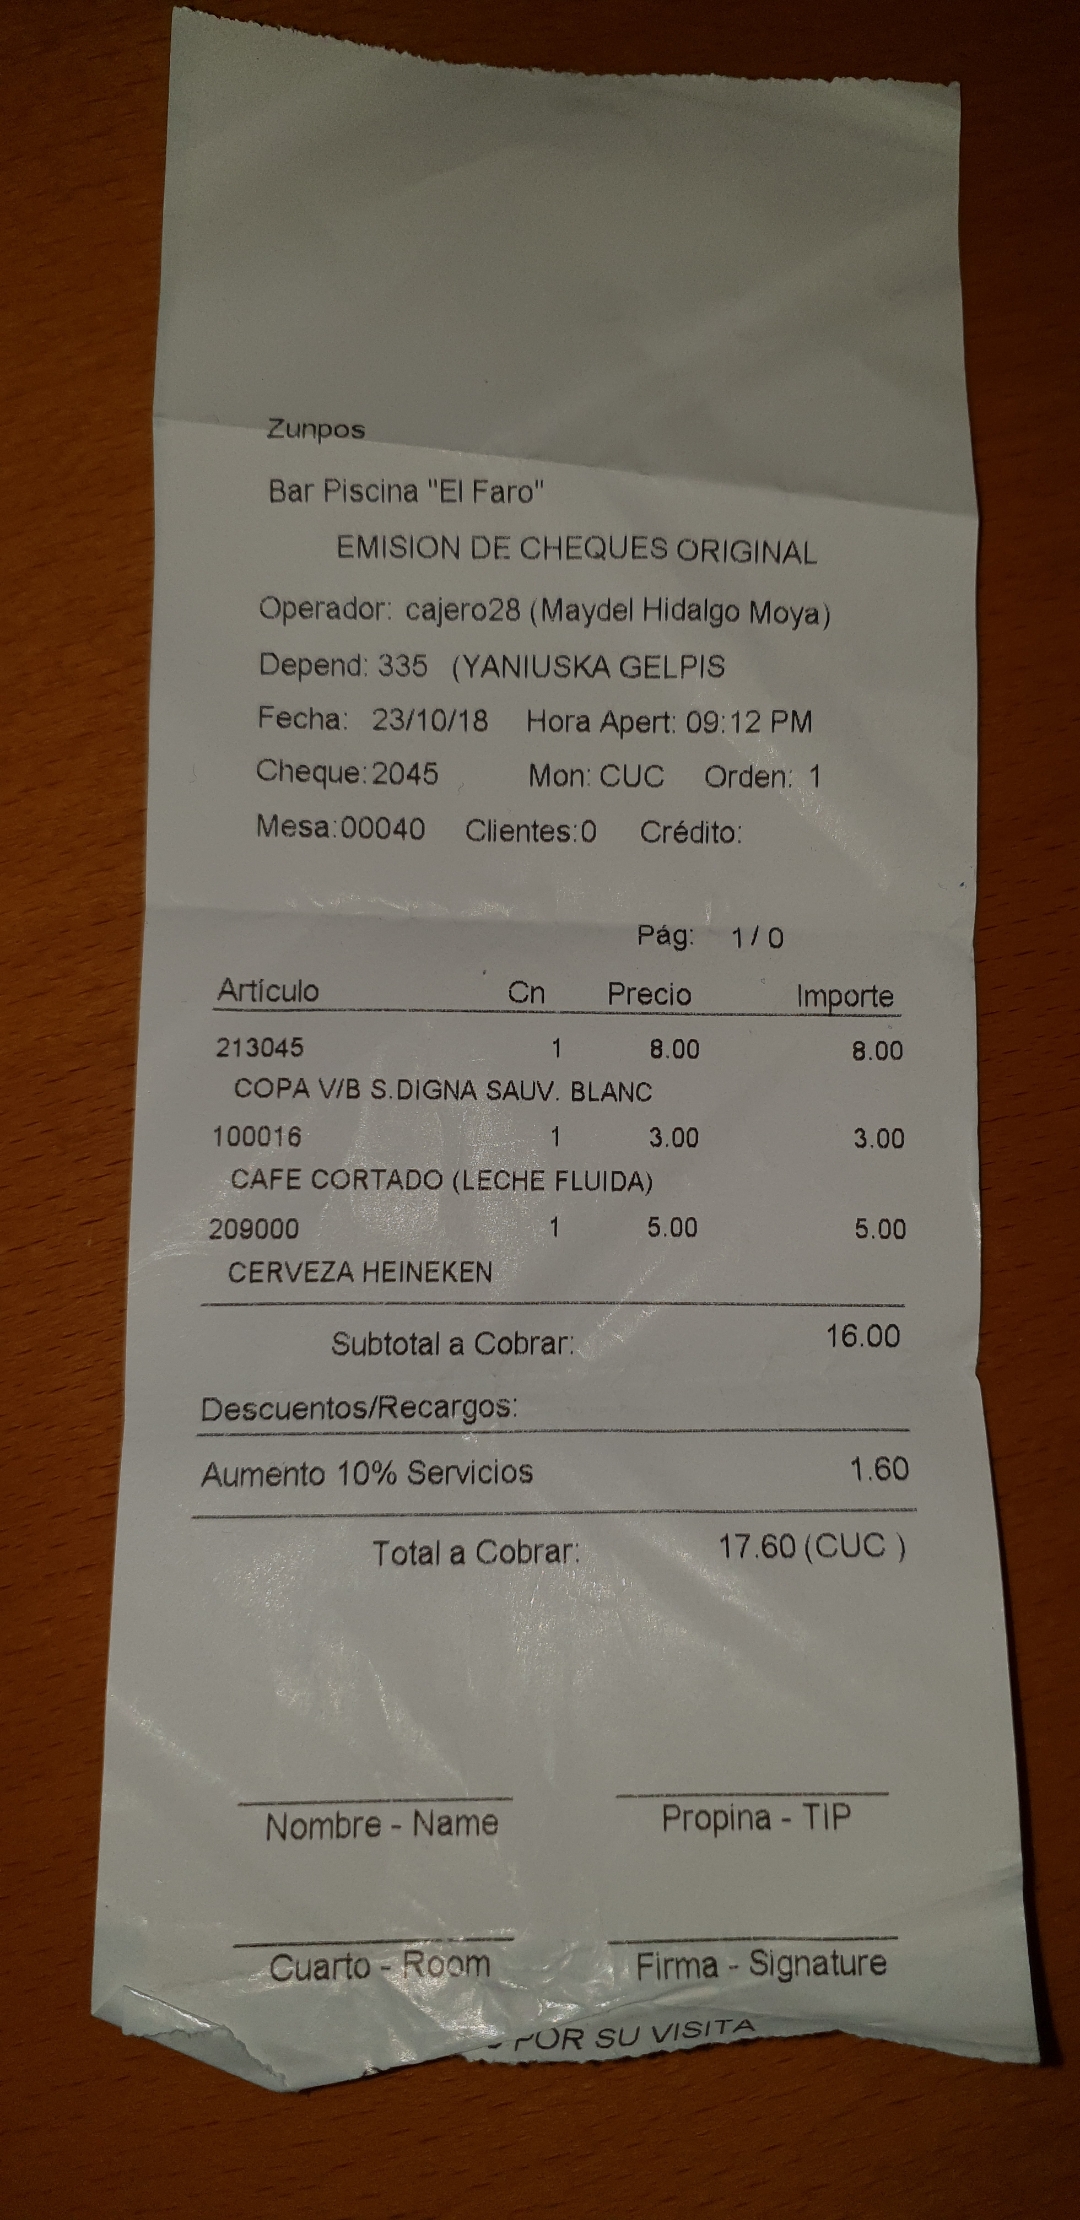 Zunpos
Bar Piscina "El Faro"
EMISION DE CHEQUES ORIGINAL
Operador: cajero28 (Maydel Hidalgo Moya)
Depend: 335 (YANIUSKA GELPIS
Fecha: 23/10/18 Hora Apert: 09:12 PM
Cheque:2045 Mon: CUC Orden: 1
Mesa:00040 Clientes:0 Crédito:
Pág: 1/0
Artículo Cn Precio Importe
213045 1 8.00 8.00
COPA V/B S.DIGNA SAUV. BLANC
100016 1 3.00 3.00
CAFE CORTADO (LECHE FLUIDA)
209000 1 5.00 5.00
CERVEZA HEINEKEN
Subtotal a Cobrar: 16.00
Descuentos/Recargos:
Aumento 10% Servicios 1.60
Total a Cobrar: 17.60 (CUC )
Nombre - Name Propina - TIP
Cuarto - Room Firma - Signature
POR SU VISITA